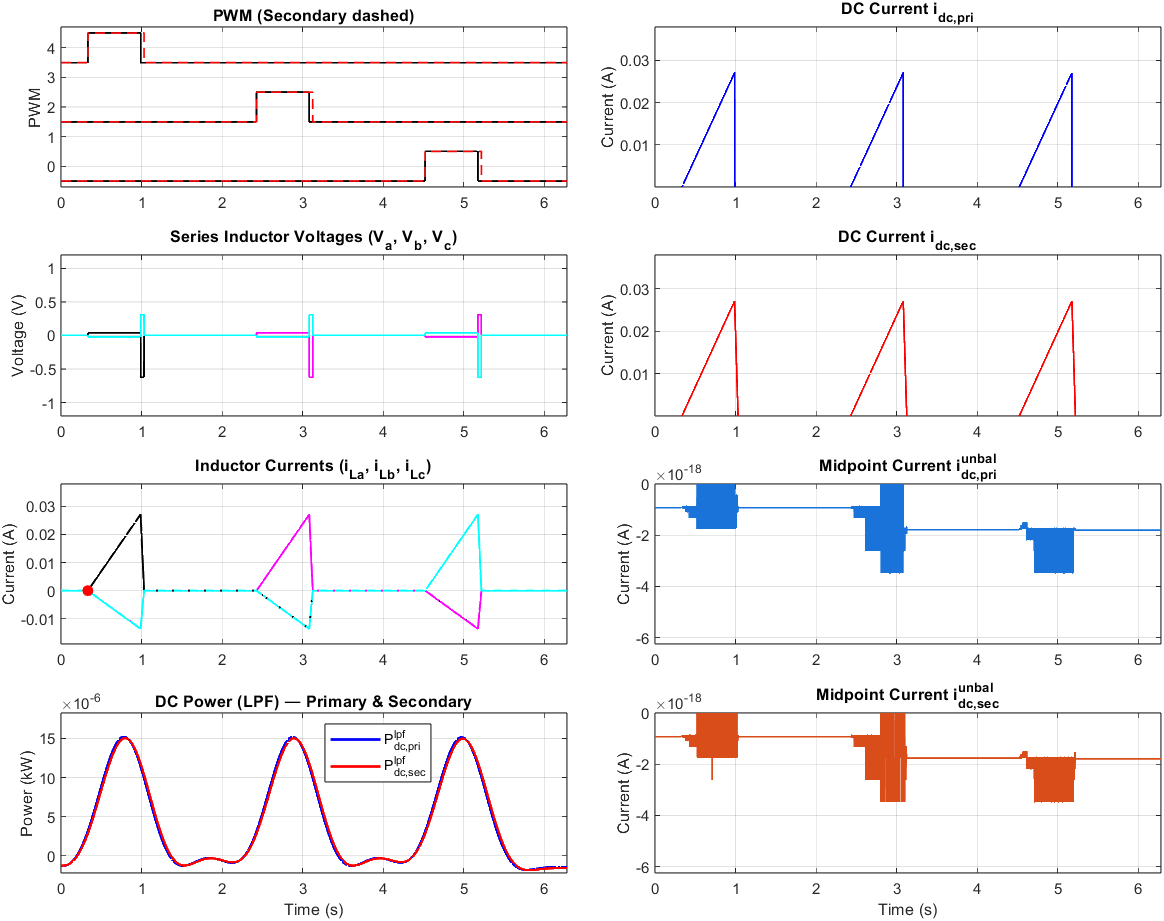 PWM (Secondary dashed)
PWM
4
3
2
1
0
0 1 2 3 4 5 6
DC Current i_dc,pri
Current (A)
0.03
0.02
0.01
0 1 2 3 4 5 6
Series Inductor Voltages (V_a, V_b, V_c)
Voltage (V)
1
0.5
0
-0.5
-1
0 1 2 3 4 5 6
DC Current i_dc,sec
Current (A)
0.03
0.02
0.01
0 1 2 3 4 5 6
Inductor Currents (i_La, i_Lb, i_Lc)
Current (A)
0.03
0.02
0.01
0
-0.01
0 1 2 3 4 5 6
Midpoint Current i^unbal_dc,pri
×10^-18
Current (A)
0
-2
-4
-6
0 1 2 3 4 5 6
DC Power (LPF) — Primary & Secondary
×10^-6
Power (kW)
15
10
5
0
P^lpf_dc,pri
P^lpf_dc,sec
0 1 2 3 4 5 6
Time (s)
Midpoint Current i^unbal_dc,sec
×10^-18
Current (A)
0
-2
-4
-6
0 1 2 3 4 5 6
Time (s)